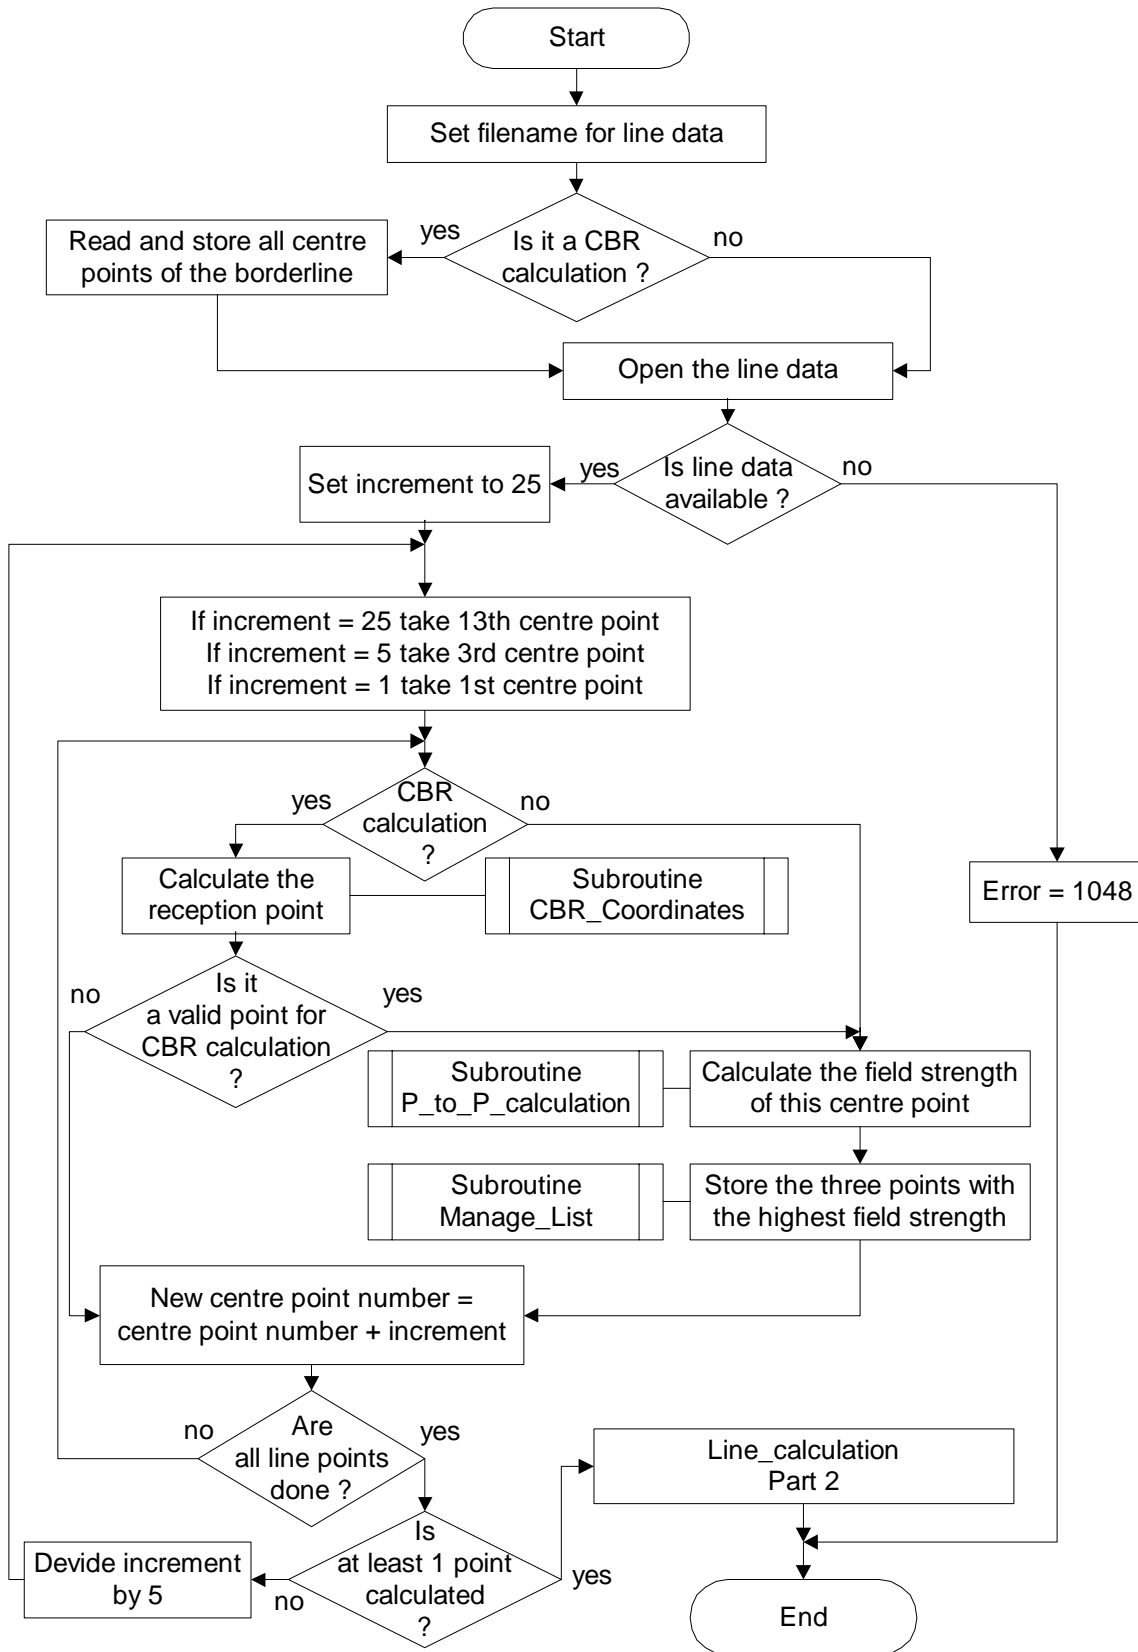 Start
Set filename for line data
Is it a CBR
calculation ?
yes
no
Read and store all centre
points of the borderline
Open the line data
Is line data
available ?
yes
no
Set increment to 25
If increment = 25 take 13th centre point
If increment = 5 take 3rd centre point
If increment = 1 take 1st centre point
CBR
calculation
?
yes
no
Calculate the
reception point
Subroutine
CBR_Coordinates
Error = 1048
Is it
a valid point for
CBR calculation
?
no
yes
Subroutine
P_to_P_calculation
Calculate the field strength
of this centre point
Subroutine
Manage_List
Store the three points with
the highest field strength
New centre point number =
centre point number + increment
Are
all line points
done ?
no
yes
Line_calculation
Part 2
Is
at least 1 point
calculated
?
no
yes
Devide increment
by 5
End